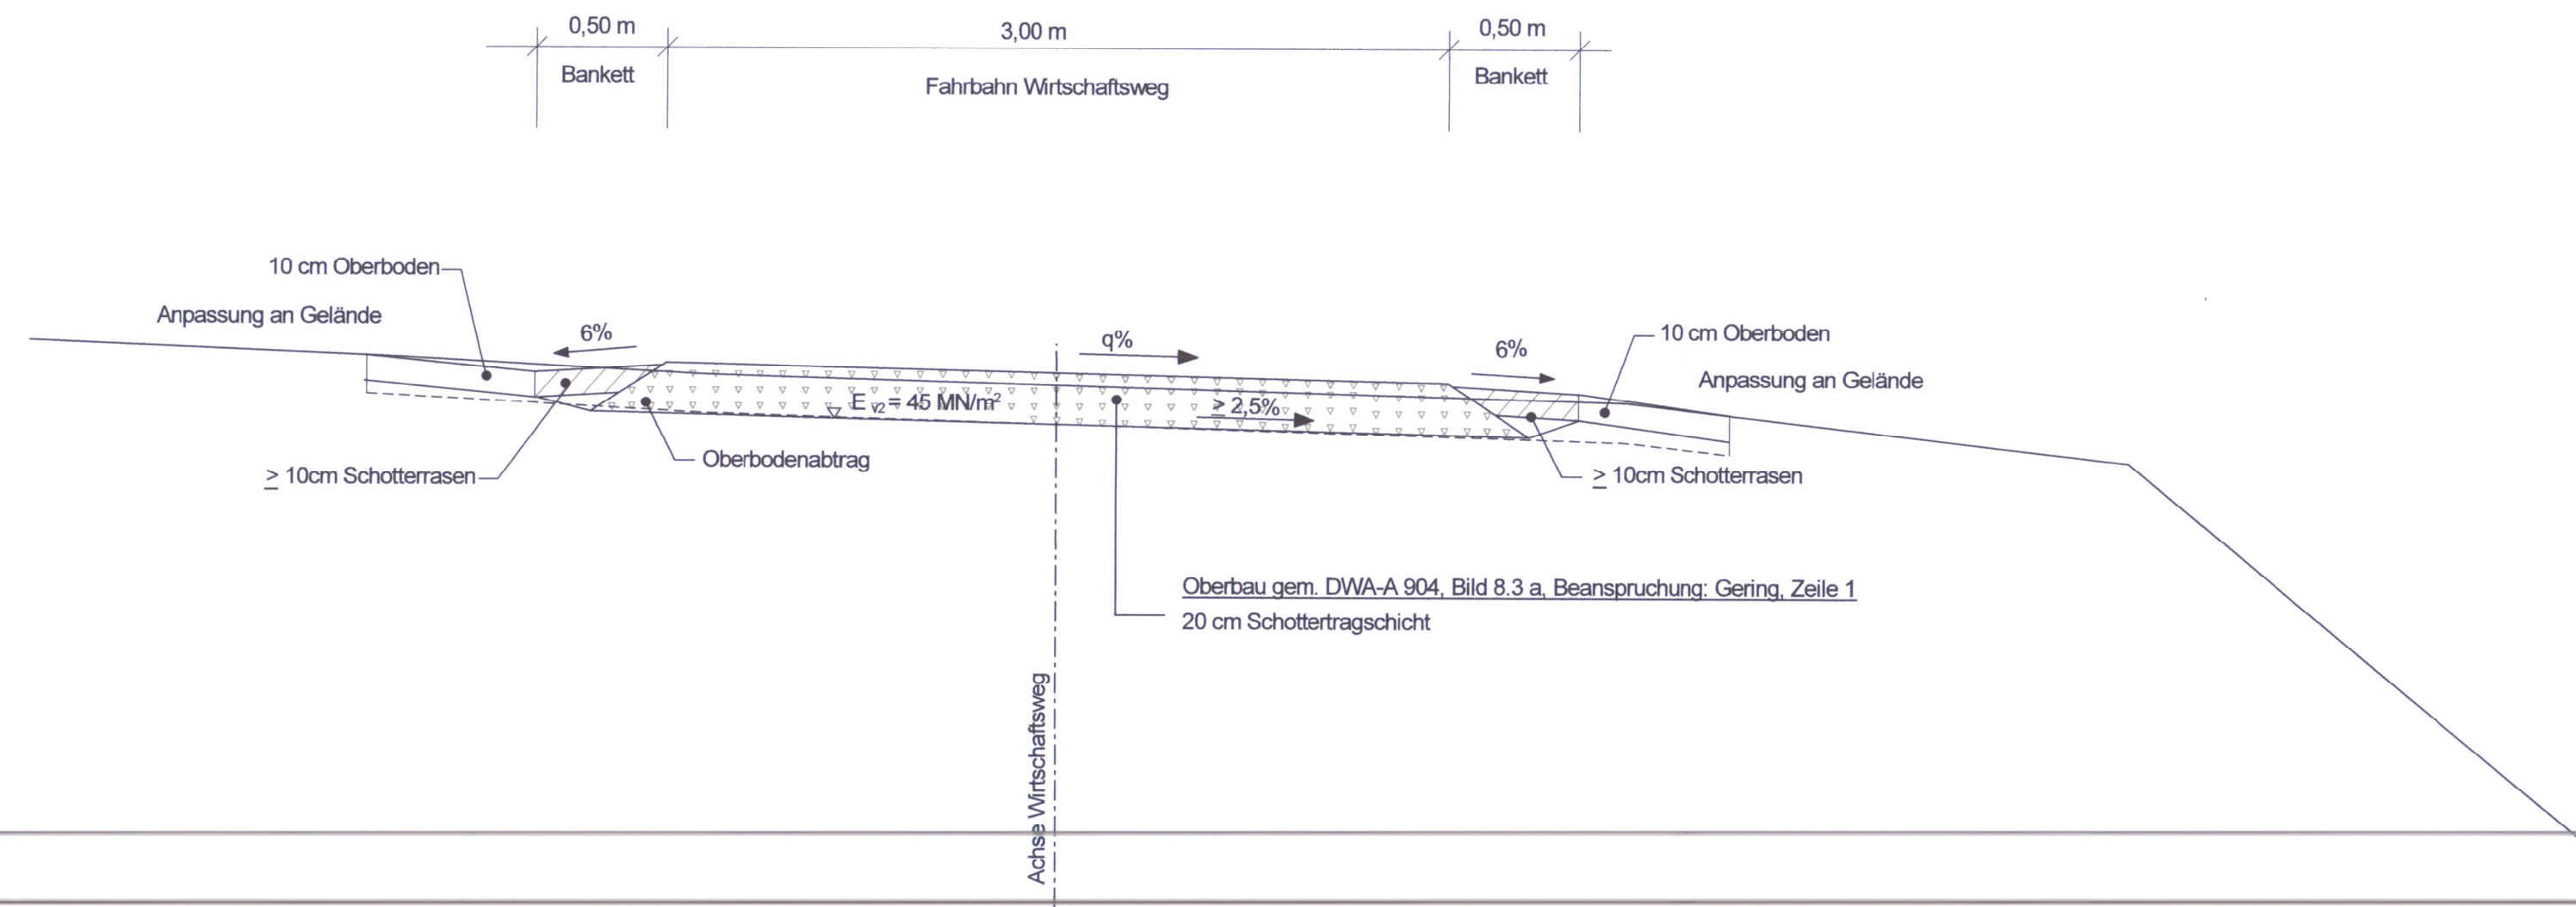 0,50 m
3,00 m
0,50 m
Bankett
Fahrbahn Wirtschaftsweg
Bankett
10 cm Oberboden
Anpassung an Gelände
6%
q%
6%
10 cm Oberboden
Anpassung an Gelände
E v2 = 45 MN/m²
≥ 2,5%
Oberbodenabtrag
≥ 10cm Schotterrasen
≥ 10cm Schotterrasen
Oberbau gem. DWA-A 904, Bild 8.3 a, Beanspruchung: Gering, Zeile 1
20 cm Schottertragschicht
Achse Wirtschaftsweg